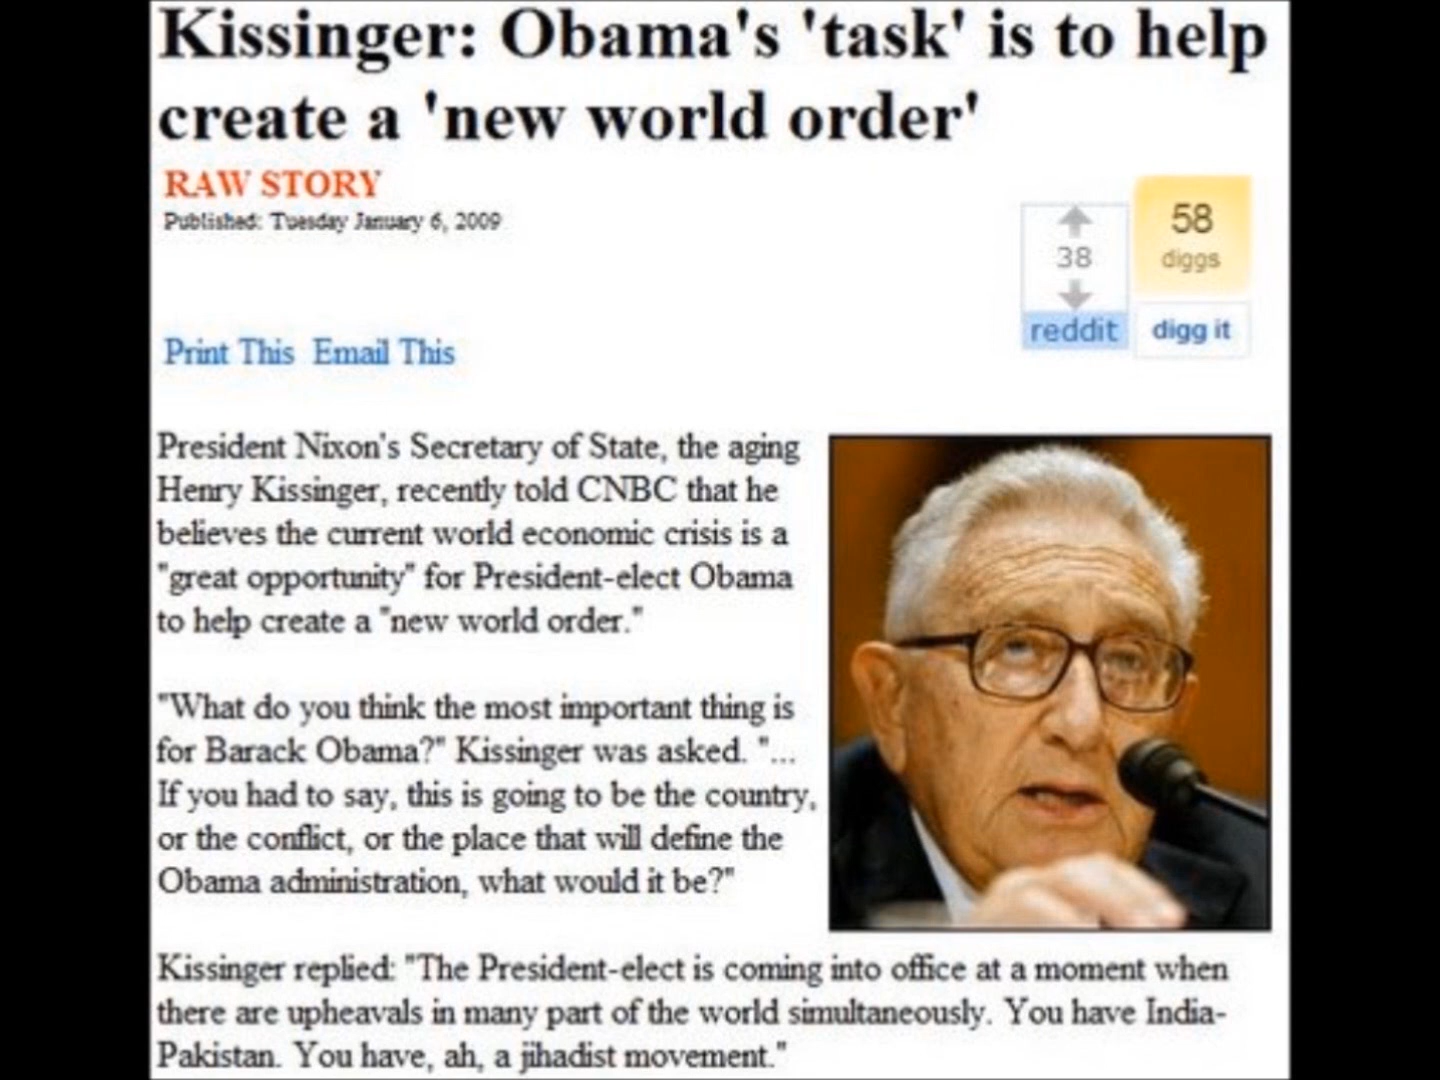 Kissinger: Obama's 'task' is to help
create a 'new world order'
RAW STORY
Published: Tuesday January 6, 2009
38
reddit
58
diggs
digg it
Print This Email This
President Nixon's Secretary of State, the aging
Henry Kissinger, recently told CNBC that he
believes the current world economic crisis is a
"great opportunity" for President-elect Obama
to help create a "new world order."
"What do you think the most important thing is
for Barack Obama?" Kissinger was asked. "...
If you had to say, this is going to be the country,
or the conflict, or the place that will define the
Obama administration, what would it be?"
Kissinger replied: "The President-elect is coming into office at a moment when
there are upheavals in many part of the world simultaneously. You have India-
Pakistan. You have, ah, a jihadist movement."